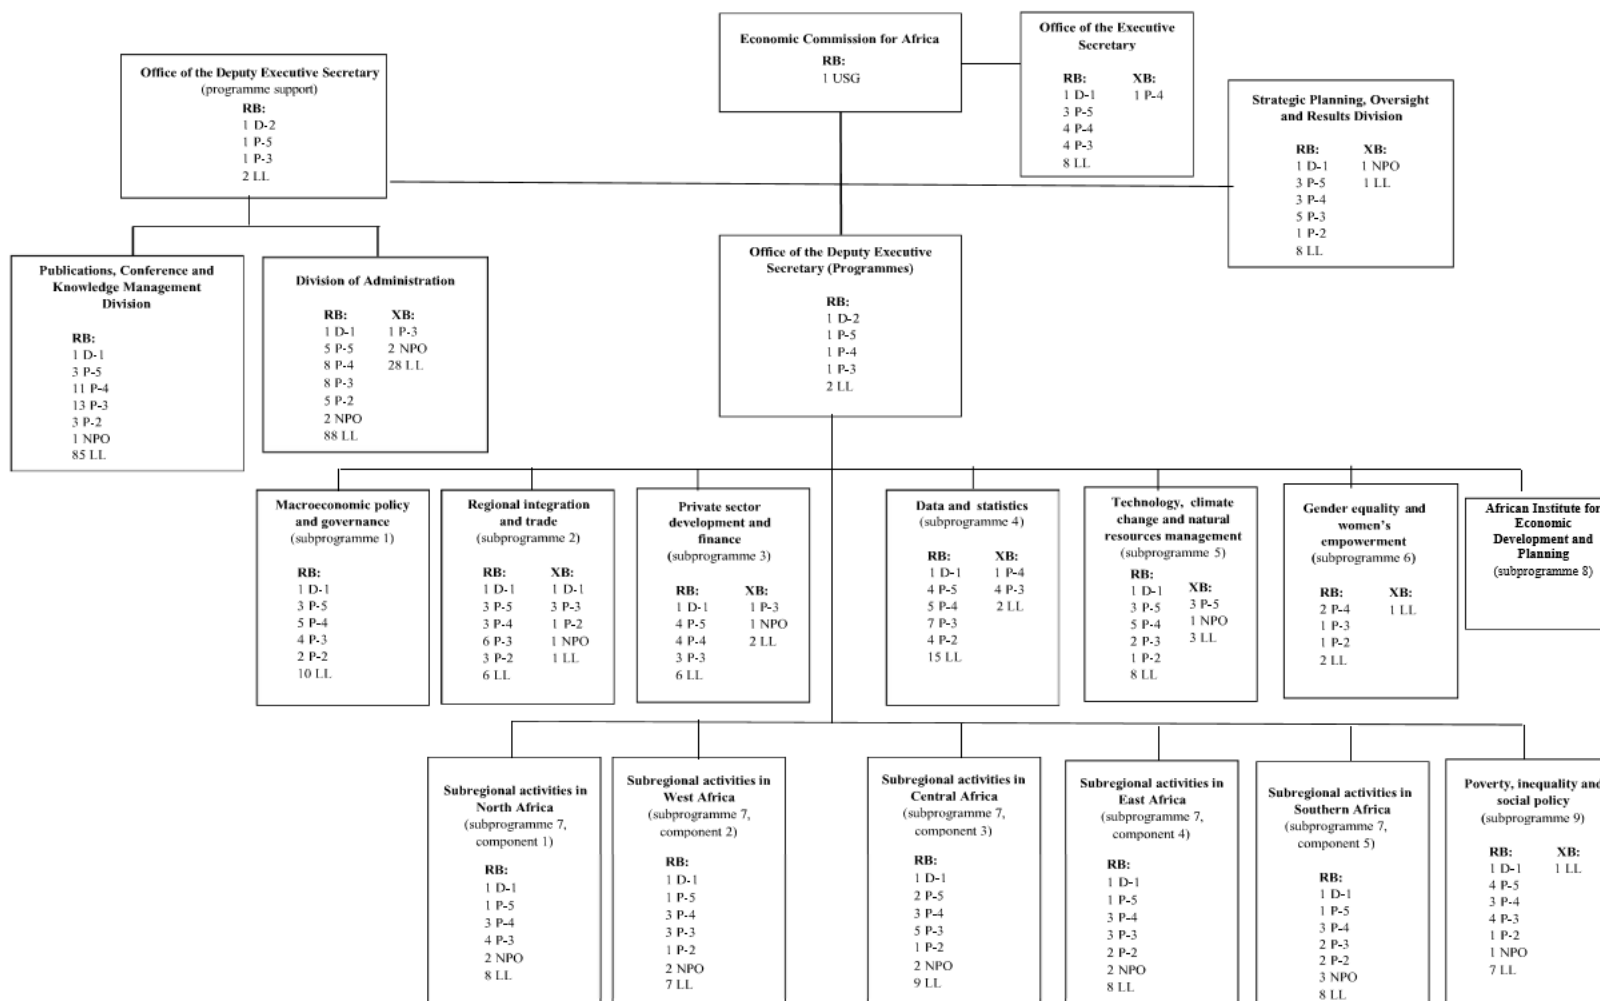 Economic Commission for Africa
RB:
1 USG
Office of the Executive
Secretary
RB: XB:
1 D-1 1 P-4
3 P-5
4 P-4
4 P-3
8 LL
Office of the Deputy Executive Secretary
(programme support)
RB:
1 D-2
1 P-5
1 P-3
2 LL
Strategic Planning, Oversight
and Results Division
RB: XB:
1 D-1 1 NPO
3 P-5 1 LL
3 P-4
5 P-3
1 P-2
8 LL
Publications, Conference and
Knowledge Management
Division
RB:
1 D-1
3 P-5
11 P-4
13 P-3
3 P-2
1 NPO
85 LL
Division of Administration
RB: XB:
1 D-1 1 P-3
5 P-5 2 NPO
8 P-4 28 LL
8 P-3
5 P-2
2 NPO
88 LL
Office of the Deputy Executive
Secretary (Programmes)
RB:
1 D-2
1 P-5
1 P-4
1 P-3
2 LL
Macroeconomic policy
and governance
(subprogramme 1)
RB:
1 D-1
3 P-5
5 P-4
4 P-3
2 P-2
10 LL
Regional integration
and trade
(subprogramme 2)
RB: XB:
1 D-1 1 D-1
3 P-5 3 P-3
3 P-4 1 P-2
6 P-3 1 NPO
3 P-2 1 LL
6 LL
Private sector
development and
finance
(subprogramme 3)
RB: XB:
1 D-1 1 P-3
4 P-5 1 NPO
4 P-4 2 LL
3 P-3
6 LL
Data and statistics
(subprogramme 4)
RB: XB:
1 D-1 1 P-4
4 P-5 4 P-3
5 P-4 2 LL
7 P-3
4 P-2
15 LL
Technology, climate
change and natural
resources management
(subprogramme 5)
RB: XB:
1 D-1 3 P-5
3 P-5 1 NPO
5 P-4 3 LL
2 P-3
1 P-2
8 LL
Gender equality and
women's
empowerment
(subprogramme 6)
RB: XB:
2 P-4 1 LL
1 P-3
1 P-2
2 LL
African Institute for
Economic
Development and
Planning
(subprogramme 8)
Subregional activities in
North Africa
(subprogramme 7,
component 1)
RB:
1 D-1
1 P-5
3 P-4
4 P-3
2 NPO
8 LL
Subregional activities in
West Africa
(subprogramme 7,
component 2)
RB:
1 D-1
1 P-5
3 P-4
3 P-3
1 P-2
2 NPO
7 LL
Subregional activities in
Central Africa
(subprogramme 7,
component 3)
RB:
1 D-1
2 P-5
3 P-4
5 P-3
1 P-2
2 NPO
9 LL
Subregional activities in
East Africa
(subprogramme 7,
component 4)
RB:
1 D-1
1 P-5
3 P-4
3 P-3
2 P-2
2 NPO
8 LL
Subregional activities in
Southern Africa
(subprogramme 7,
component 5)
RB:
1 D-1
1 P-5
3 P-4
2 P-3
2 P-2
3 NPO
8 LL
Poverty, inequality and
social policy
(subprogramme 9)
RB: XB:
1 D-1 1 LL
4 P-5
3 P-4
4 P-3
1 P-2
1 NPO
7 LL